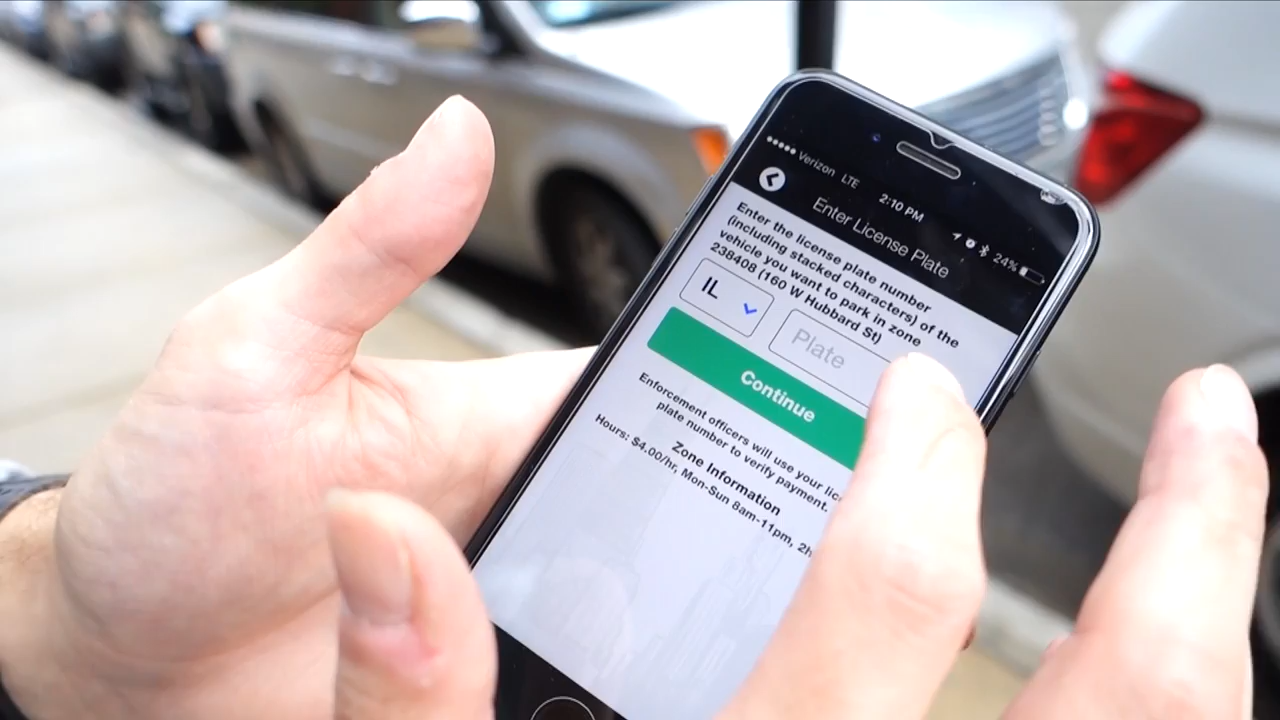 Verizon LTE 2:10 PM 24%
Enter License Plate
Enter the license plate number
(including stacked characters) of the
vehicle you want to park in zone
238408 (160 W Hubbard St)
IL Plate
Continue
Enforcement officers will use your
plate number to verify payment.
Zone Information
Hours: $4.00/hr, Mon-Sun 8am-11pm,